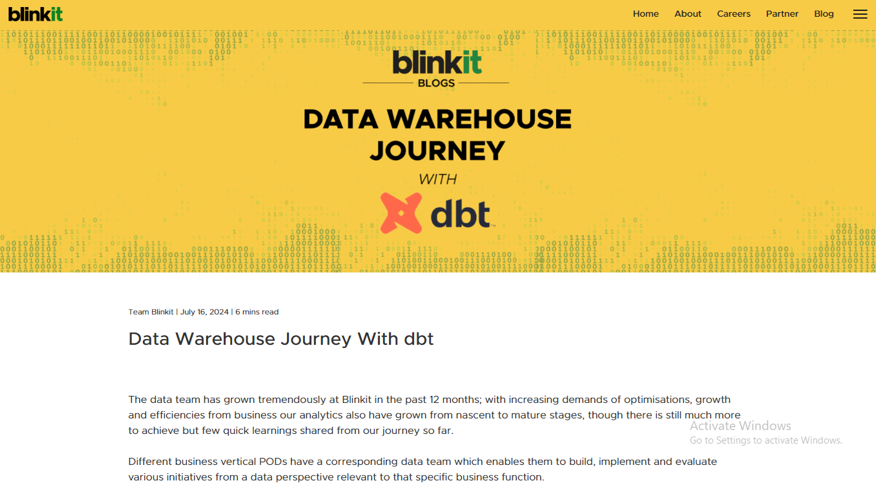 blinkit
Home About Careers Partner Blog
blinkit
BLOGS
DATA WAREHOUSE
JOURNEY
WITH
dbt
Team Blinkit | July 16, 2024 | 6 mins read
Data Warehouse Journey With dbt
The data team has grown tremendously at Blinkit in the past 12 months; with increasing demands of optimisations, growth
and efficiencies from business our analytics also have grown from nascent to mature stages, though there is still much more
to achieve but few quick learnings shared from our journey so far.
Activate Windows
Go to Settings to activate Windows.
Different business vertical PODs have a corresponding data team which enables them to build, implement and evaluate
various initiatives from a data perspective relevant to that specific business function.